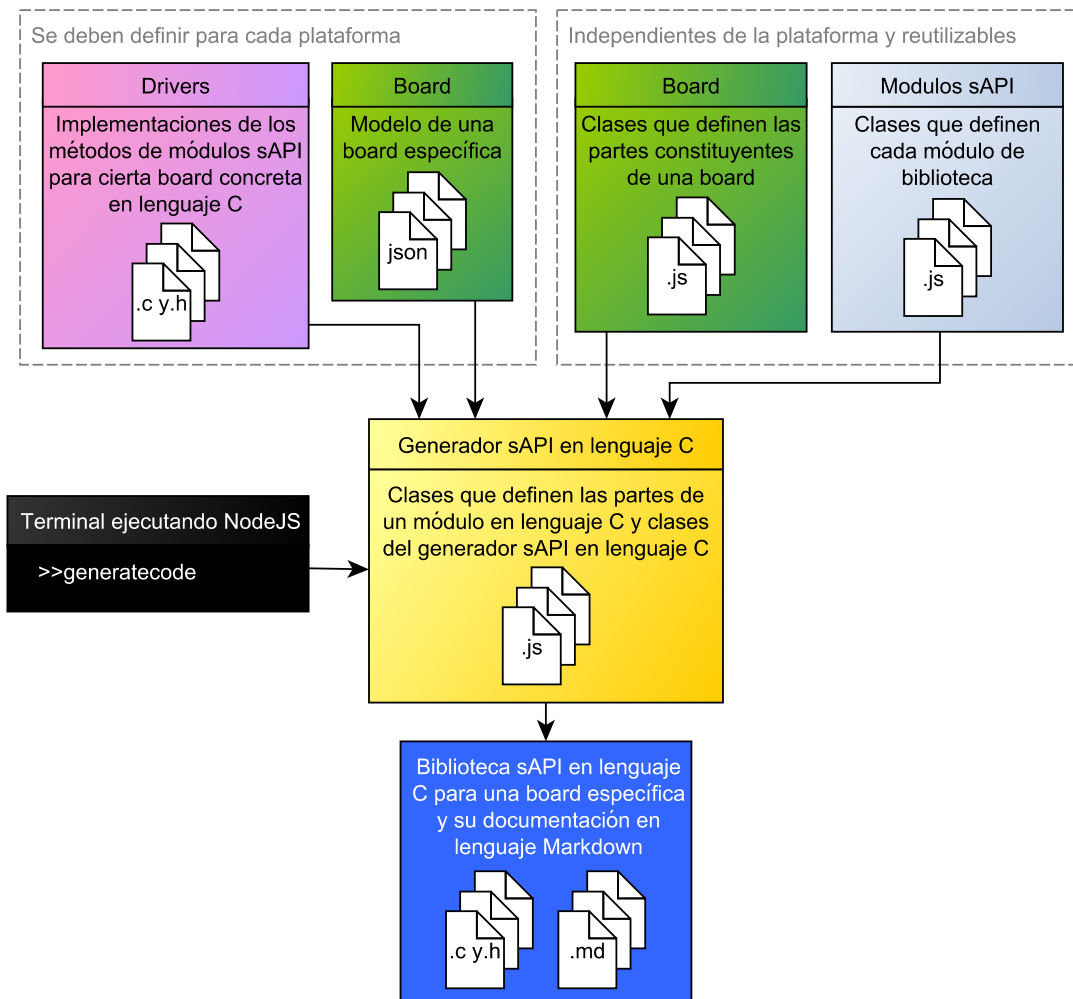 Se deben definir para cada plataforma
Drivers
Implementaciones de los
métodos de módulos sAPI
para cierta board concreta
en lenguaje C
.c y.h
Board
Modelo de una
board específica
json
Independientes de la plataforma y reutilizables
Board
Clases que definen las
partes constituyentes
de una board
.js
Modulos sAPI
Clases que definen
cada módulo de
biblioteca
.js
Generador sAPI en lenguaje C
Clases que definen las partes de
un módulo en lenguaje C y clases
del generador sAPI en lenguaje C
.js
Terminal ejecutando NodeJS
>>generatecode
Biblioteca sAPI en lenguaje
C para una board específica
y su documentación en
lenguaje Markdown
.c y.h
.md